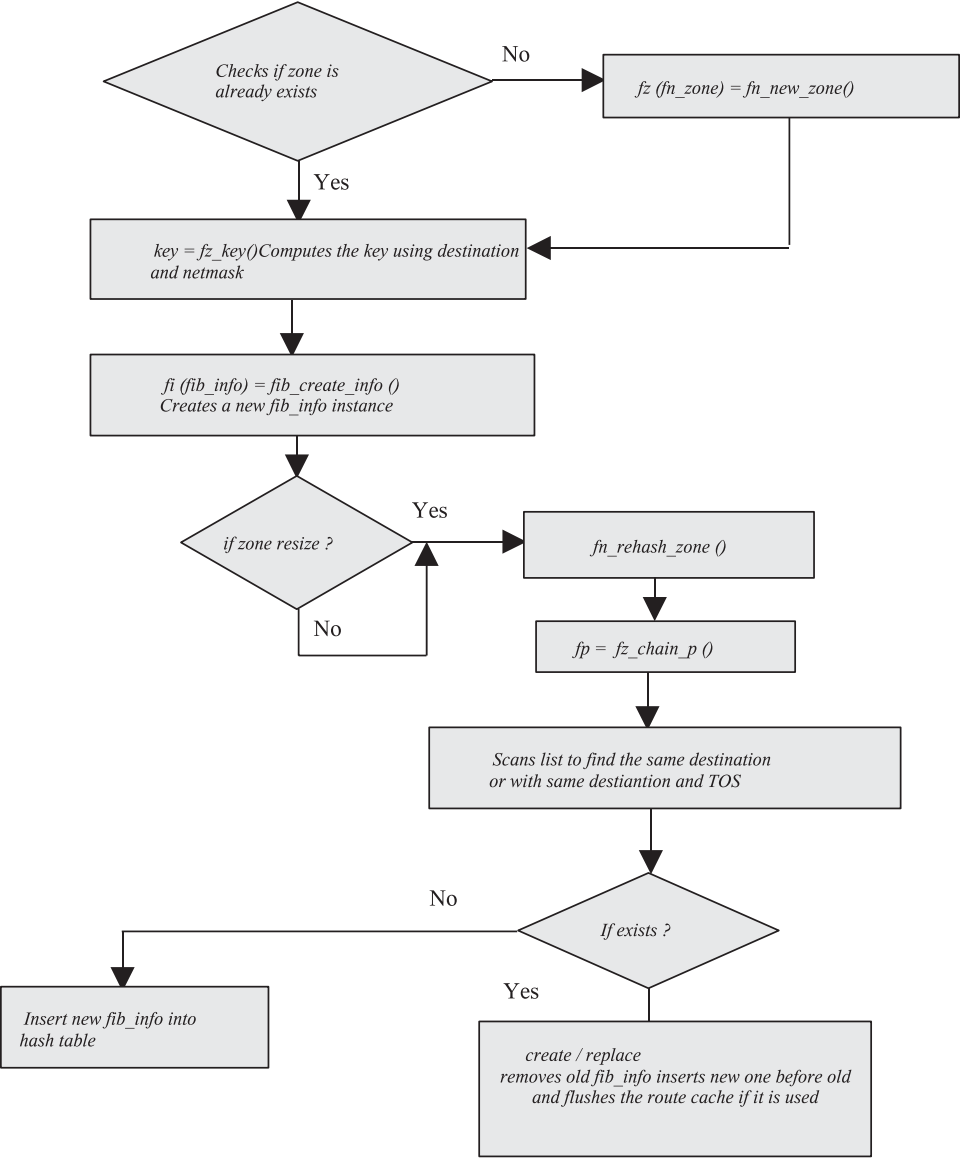 Checks if zone is
already exists
No
fz (fn_zone) = fn_new_zone()
Yes
key = fz_key()Computes the key using destination
and netmask
fi (fib_info) = fib_create_info ()
Creates a new fib_info instance
if zone resize ?
Yes
fn_rehash_zone ()
No
fp = fz_chain_p ()
Scans list to find the same destination
or with same destiantion and TOS
No
If exists ?
Yes
Insert new fib_info into
hash table
create / replace
removes old fib_info inserts new one before old
and flushes the route cache if it is used